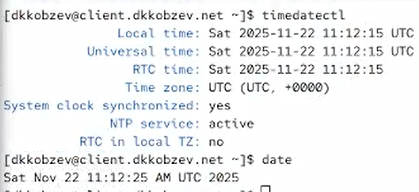 [dkkobzev@client.dkkobzev.net ~]$ timedatectl
Local time: Sat 2025-11-22 11:12:15 UTC
Universal time: Sat 2025-11-22 11:12:15 UTC
RTC time: Sat 2025-11-22 11:12:15
Time zone: UTC (UTC, +0000)
System clock synchronized: yes
NTP service: active
RTC in local TZ: no
[dkkobzev@client.dkkobzev.net ~]$ date
Sat Nov 22 11:12:25 AM UTC 2025